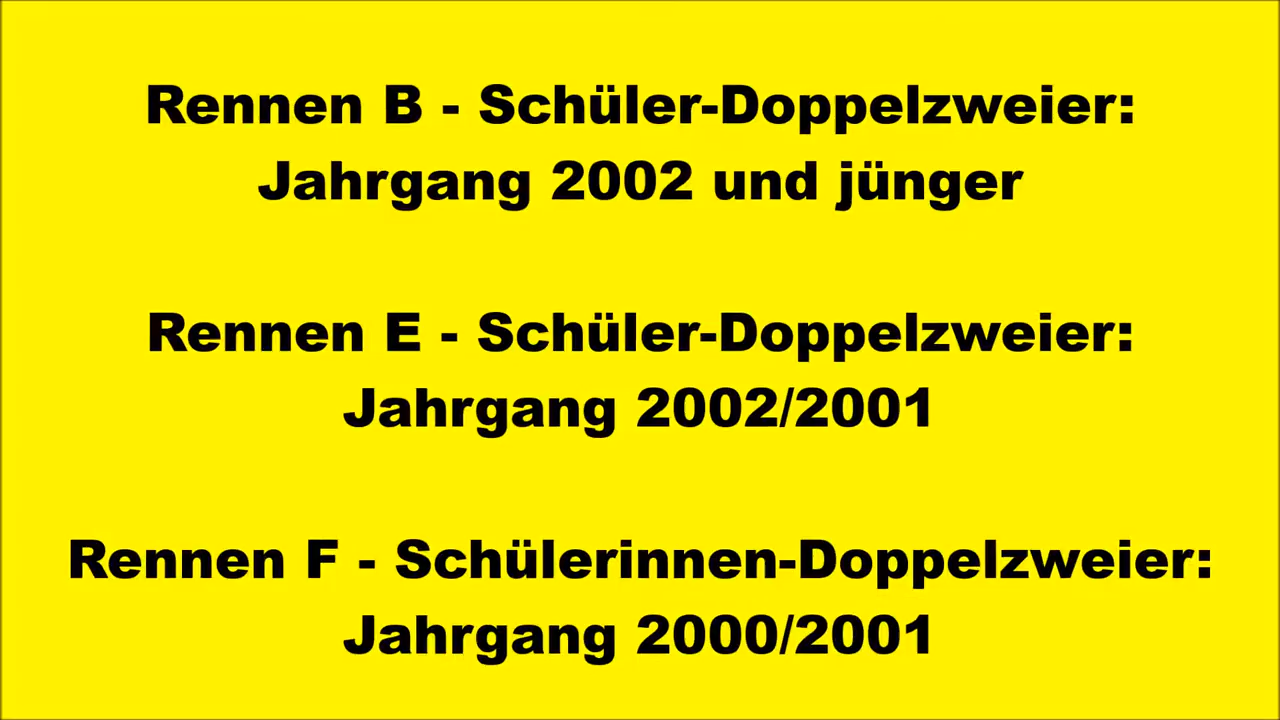 Rennen B - Schüler-Doppelzweier:
Jahrgang 2002 und jünger
Rennen E - Schüler-Doppelzweier:
Jahrgang 2002/2001
Rennen F - Schülerinnen-Doppelzweier:
Jahrgang 2000/2001